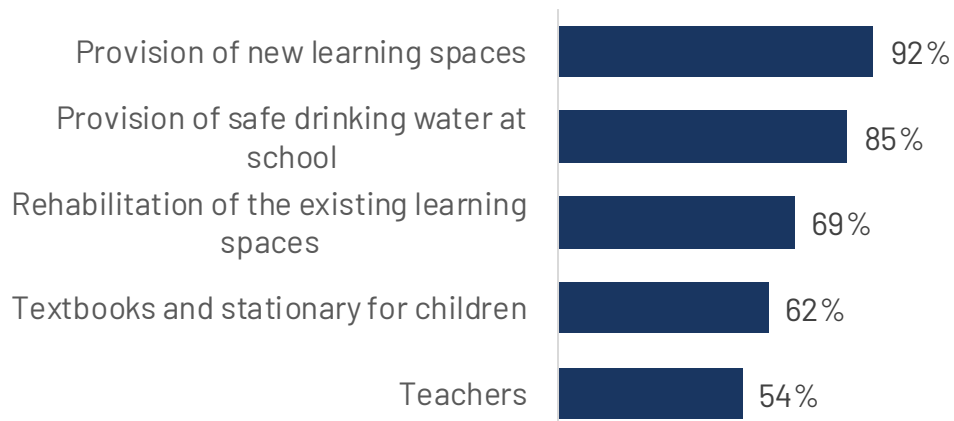 Provision of new learning spaces 92%
Provision of safe drinking water at
school 85%
Rehabilitation of the existing learning
spaces 69%
Textbooks and stationary for children 62%
Teachers 54%